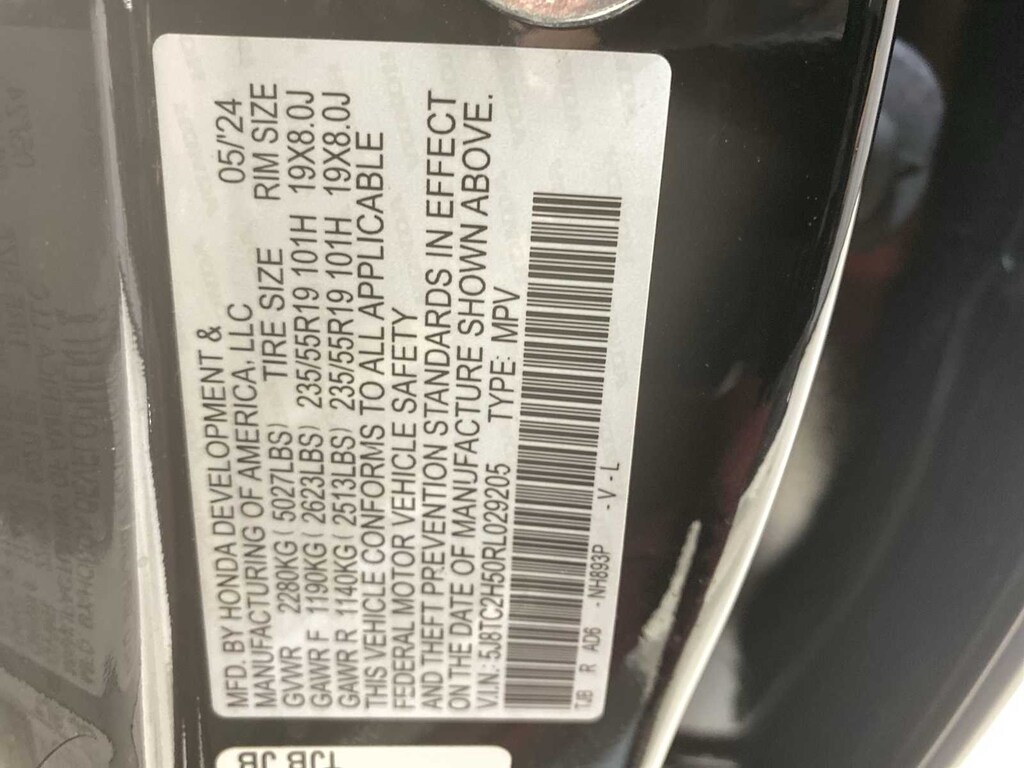 MFD. BY HONDA DEVELOPMENT & 05/'24
MANUFACTURING OF AMERICA, LLC
TIRE SIZE RIM SIZE
GVWR 2280KG ( 5027LBS)
GAWR F 1190KG ( 2623LBS) 235/55R19 101H 19X8.0J
GAWR R 1140KG ( 2513LBS) 235/55R19 101H 19X8.0J
THIS VEHICLE CONFORMS TO ALL APPLICABLE
FEDERAL MOTOR VEHICLE SAFETY
AND THEFT PREVENTION STANDARDS IN EFFECT
ON THE DATE OF MANUFACTURE SHOWN ABOVE.
V.I.N.: 5J8TC2H50RL029205 TYPE: MPV
TJB R AD6 - NH893P - V - L
TJB